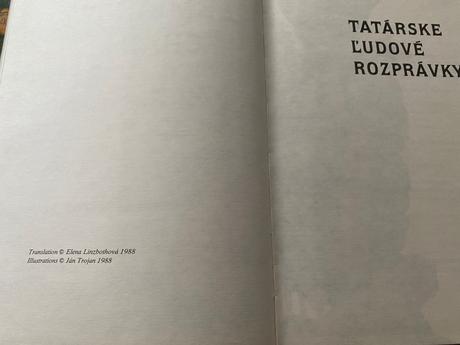 Translation © Elena Linzbothová 1988
Illustrations © Ján Trojan 1988
TATÁRSKE
ĽUDOVÉ
ROZPRÁVKY